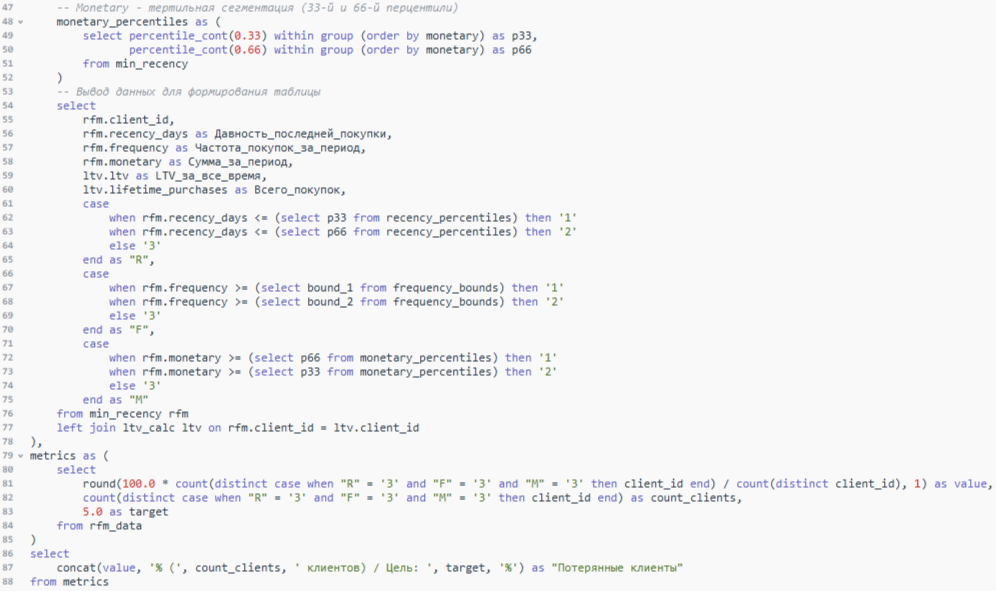 47 -- Monetary - тертильная сегментация (33-й и 66-й перцентили)
48 monetary_percentiles as (
49 select percentile_cont(0.33) within group (order by monetary) as p33,
50 percentile_cont(0.66) within group (order by monetary) as p66
51 from min_recency
52 )
53 -- Вывод данных для формирования таблицы
54 select
55 rfm.client_id,
56 rfm.recency_days as Давность_последней_покупки,
57 rfm.frequency as Частота_покупок_за_период,
58 rfm.monetary as Сумма_за_период,
59 ltv.ltv as LTV_за_все_время,
60 ltv.lifetime_purchases as Всего_покупок,
61 case
62 when rfm.recency_days <= (select p33 from recency_percentiles) then '1'
63 when rfm.recency_days <= (select p66 from recency_percentiles) then '2'
64 else '3'
65 end as "R",
66 case
67 when rfm.frequency >= (select bound_1 from frequency_bounds) then '1'
68 when rfm.frequency >= (select bound_2 from frequency_bounds) then '2'
69 else '3'
70 end as "F",
71 case
72 when rfm.monetary >= (select p66 from monetary_percentiles) then '1'
73 when rfm.monetary >= (select p33 from monetary_percentiles) then '2'
74 else '3'
75 end as "M"
76 from min_recency rfm
77 left join ltv_calc ltv on rfm.client_id = ltv.client_id
78 ),
79 metrics as (
80 select
81 round(100.0 * count(distinct case when "R" = '3' and "F" = '3' and "M" = '3' then client_id end) / count(distinct client_id), 1) as value,
82 count(distinct case when "R" = '3' and "F" = '3' and "M" = '3' then client_id end) as count_clients,
83 5.0 as target
84 from rfm_data
85 )
86 select
87 concat(value, '% (', count_clients, ' клиентов) / Цель: ', target, '%') as "Потерянные клиенты"
88 from metrics